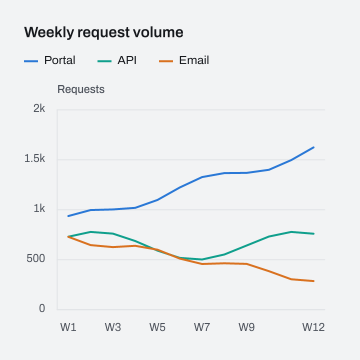 Weekly request volume
Portal API Email
Requests
2k
1.5k
1k
500
0
W1 W3 W5 W7 W9 W12